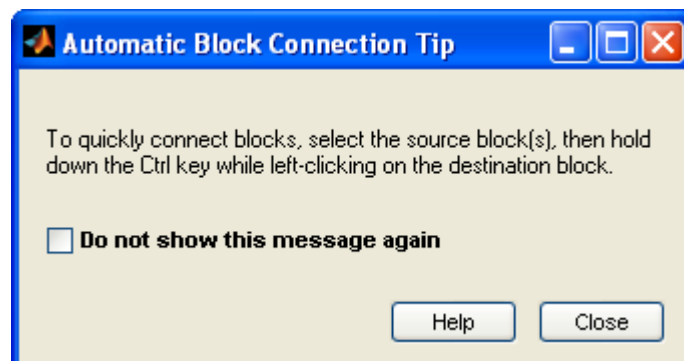 Automatic Block Connection Tip
To quickly connect blocks, select the source block(s), then hold
down the Ctrl key while left-clicking on the destination block.
Do not show this message again
Help Close